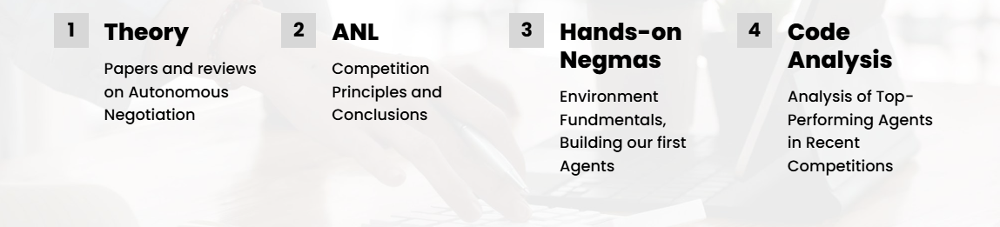 1
Theory
Papers and reviews
on Autonomous
Negotiation
2
ANL
Competition
Principles and
Conclusions
3
Hands-on
Negmas
Environment
Fundmentals,
Building our first
Agents
4
Code
Analysis
Analysis of Top-
Performing Agents
in Recent
Competitions